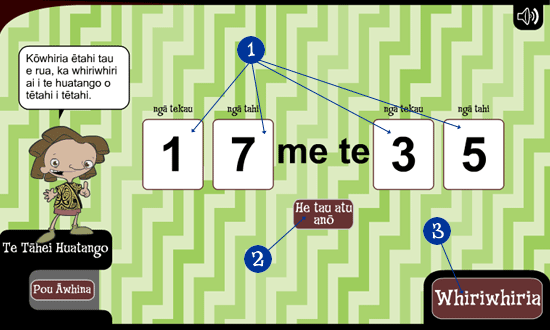 Kōwhiria ētahi tau
e rua, ka whiriwhiri
ai i te huatango o
tētahi i tētahi.
1
ngā tekau
ngā tahi
ngā tekau
ngā tahi
1 7 me te 3 5
He tau atu
anō
2
3
Te Tāhei Huatango
Pou Āwhina
Whiriwhiria